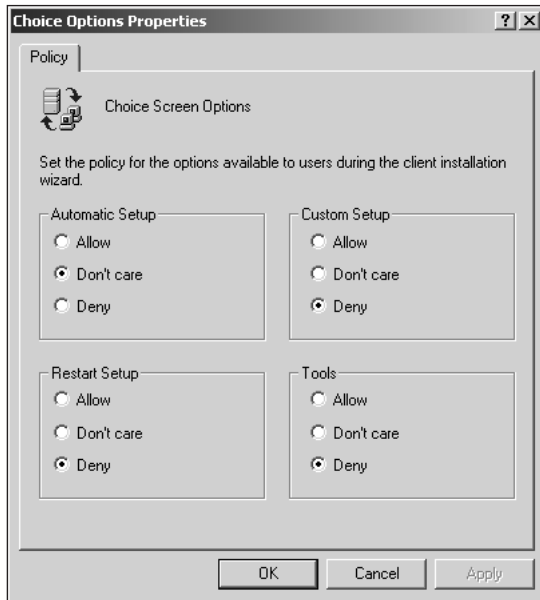 Choice Options Properties
Policy
Choice Screen Options
Set the policy for the options available to users during the client installation
wizard.
Automatic Setup
Allow
Don't care
Deny
Custom Setup
Allow
Don't care
Deny
Restart Setup
Allow
Don't care
Deny
Tools
Allow
Don't care
Deny
OK
Cancel
Apply